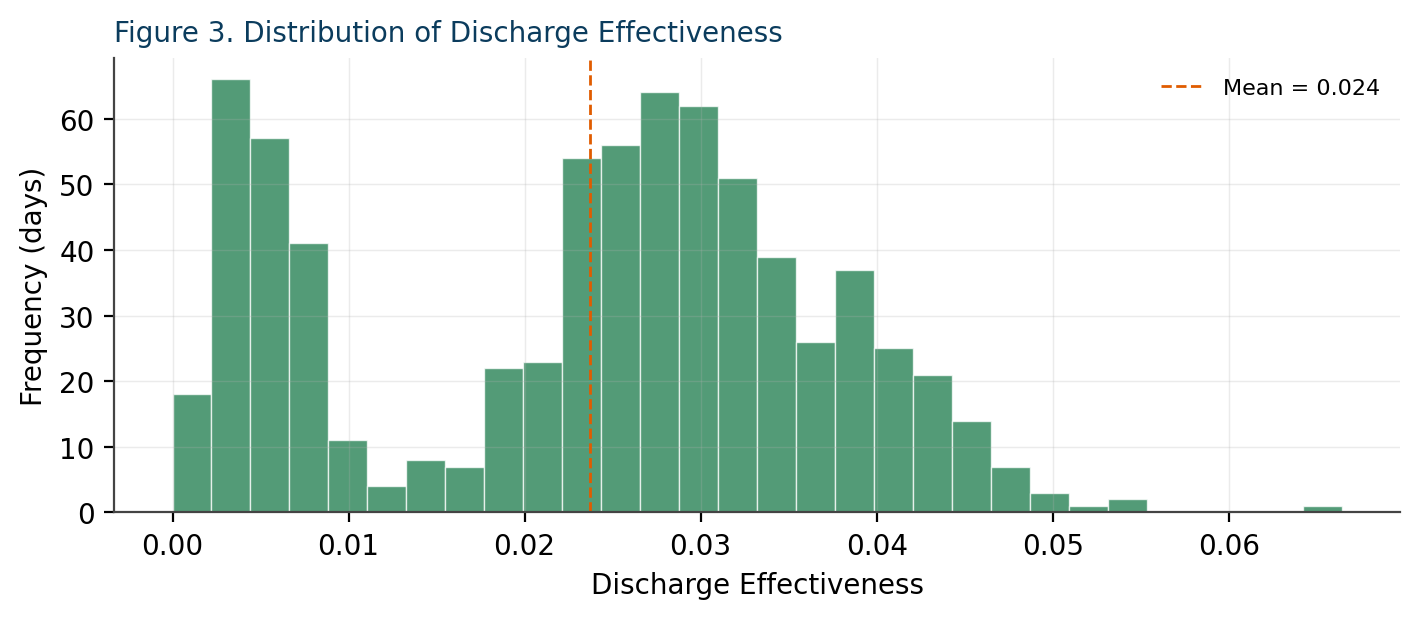 Figure 3. Distribution of Discharge Effectiveness
Mean = 0.024
Frequency (days)
60
50
40
30
20
10
0
0.00 0.01 0.02 0.03 0.04 0.05 0.06
Discharge Effectiveness